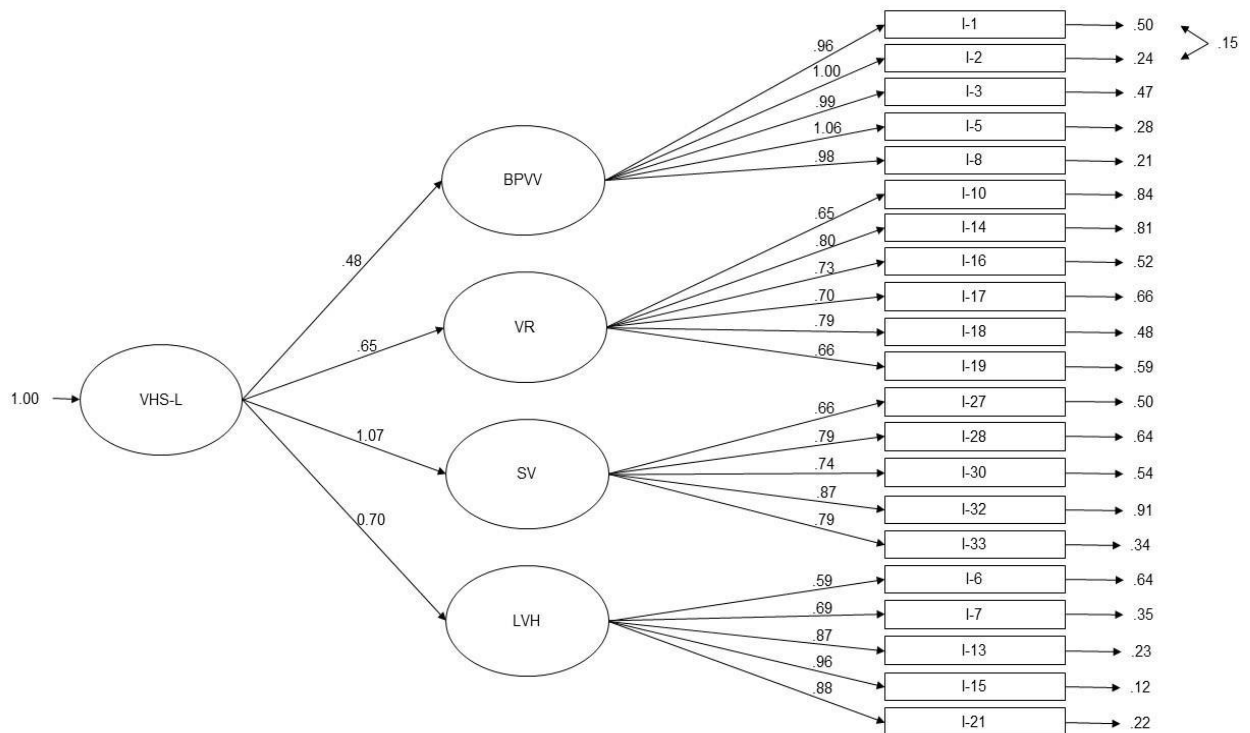 1.00
VHS-L
.48
.65
1.07
0.70
BPVV
VR
SV
LVH
.96
1.00
.99
1.06
.98
.65
.80
.73
.70
.79
.66
.66
.79
.74
.87
.79
.59
.69
.87
.96
.88
I-1 .50
I-2 .24
.15
I-3 .47
I-5 .28
I-8 .21
I-10 .84
I-14 .81
I-16 .52
I-17 .66
I-18 .48
I-19 .59
I-27 .50
I-28 .64
I-30 .54
I-32 .91
I-33 .34
I-6 .64
I-7 .35
I-13 .23
I-15 .12
I-21 .22